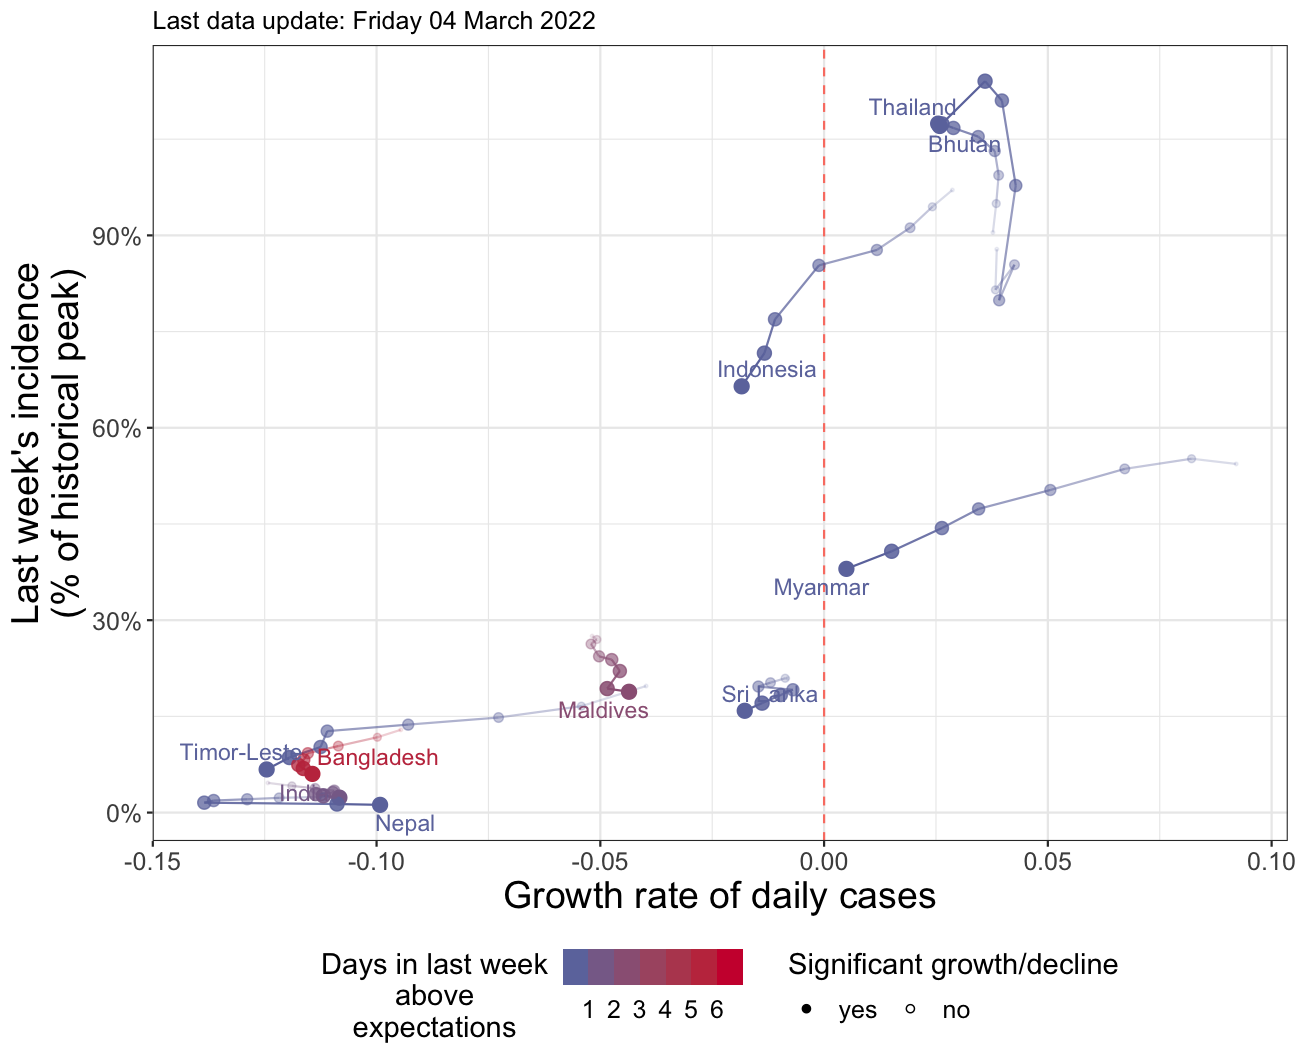 Last data update: Friday 04 March 2022
Thailand
Bhutan
90%
Indonesia
60%
Myanmar
30%
Sri Lanka
Maldives
Timor-Leste
Bangladesh
India
0%
Nepal
Last week's incidence
(% of historical peak)
-0.15 -0.10 -0.05 0.00 0.05 0.10
Growth rate of daily cases
Days in last week
above
expectations
1 2 3 4 5 6
Significant growth/decline
yes no